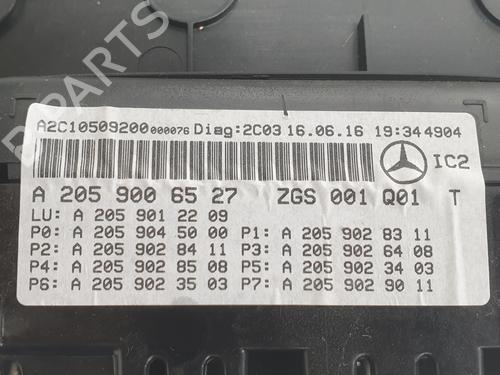 B PARTS
A2C10509200000076 Diag:2C03 16.06.16 19:344904
IC2
A 205 900 65 27 ZGS 001 Q01 T
LU: A 205 901 22 09
P0: A 205 904 50 00 P1: A 205 902 83 11
P2: A 205 902 84 11 P3: A 205 902 64 08
P4: A 205 902 85 08 P5: A 205 902 34 03
P6: A 205 902 35 03 P7: A 205 902 90 11